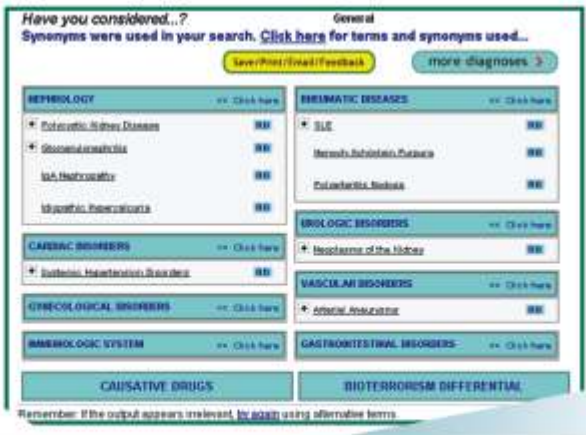 Have you considered...?
General
Synonyms were used in your search. Click here for terms and synonyms used...
Save/Print/Email/Feedback
more diagnoses
NEPHROLOGY << Click here
Polycystic Kidney Disease
Glomerulonephritis
IgA Nephropathy
Idiopathic Hypercalciuria
CARDIAC DISORDERS << Click here
Systemic Hypertension Disorders
GYNECOLOGICAL DISORDERS << Click here
IMMUNOLOGIC SYSTEM << Click here
RHEUMATIC DISEASES << Click here
SLE
Henoch Schonlein Purpura
Polyarteritis Nodosa
UROLOGIC DISORDERS << Click here
Neoplasms of the Kidney
VASCULAR DISORDERS << Click here
Arterial Aneurysms
GASTROINTESTINAL DISORDERS << Click here
CAUSATIVE DRUGS
BIOTERRORISM DIFFERENTIAL
Remember: If the output appears irrelevant, try again using alternative terms.